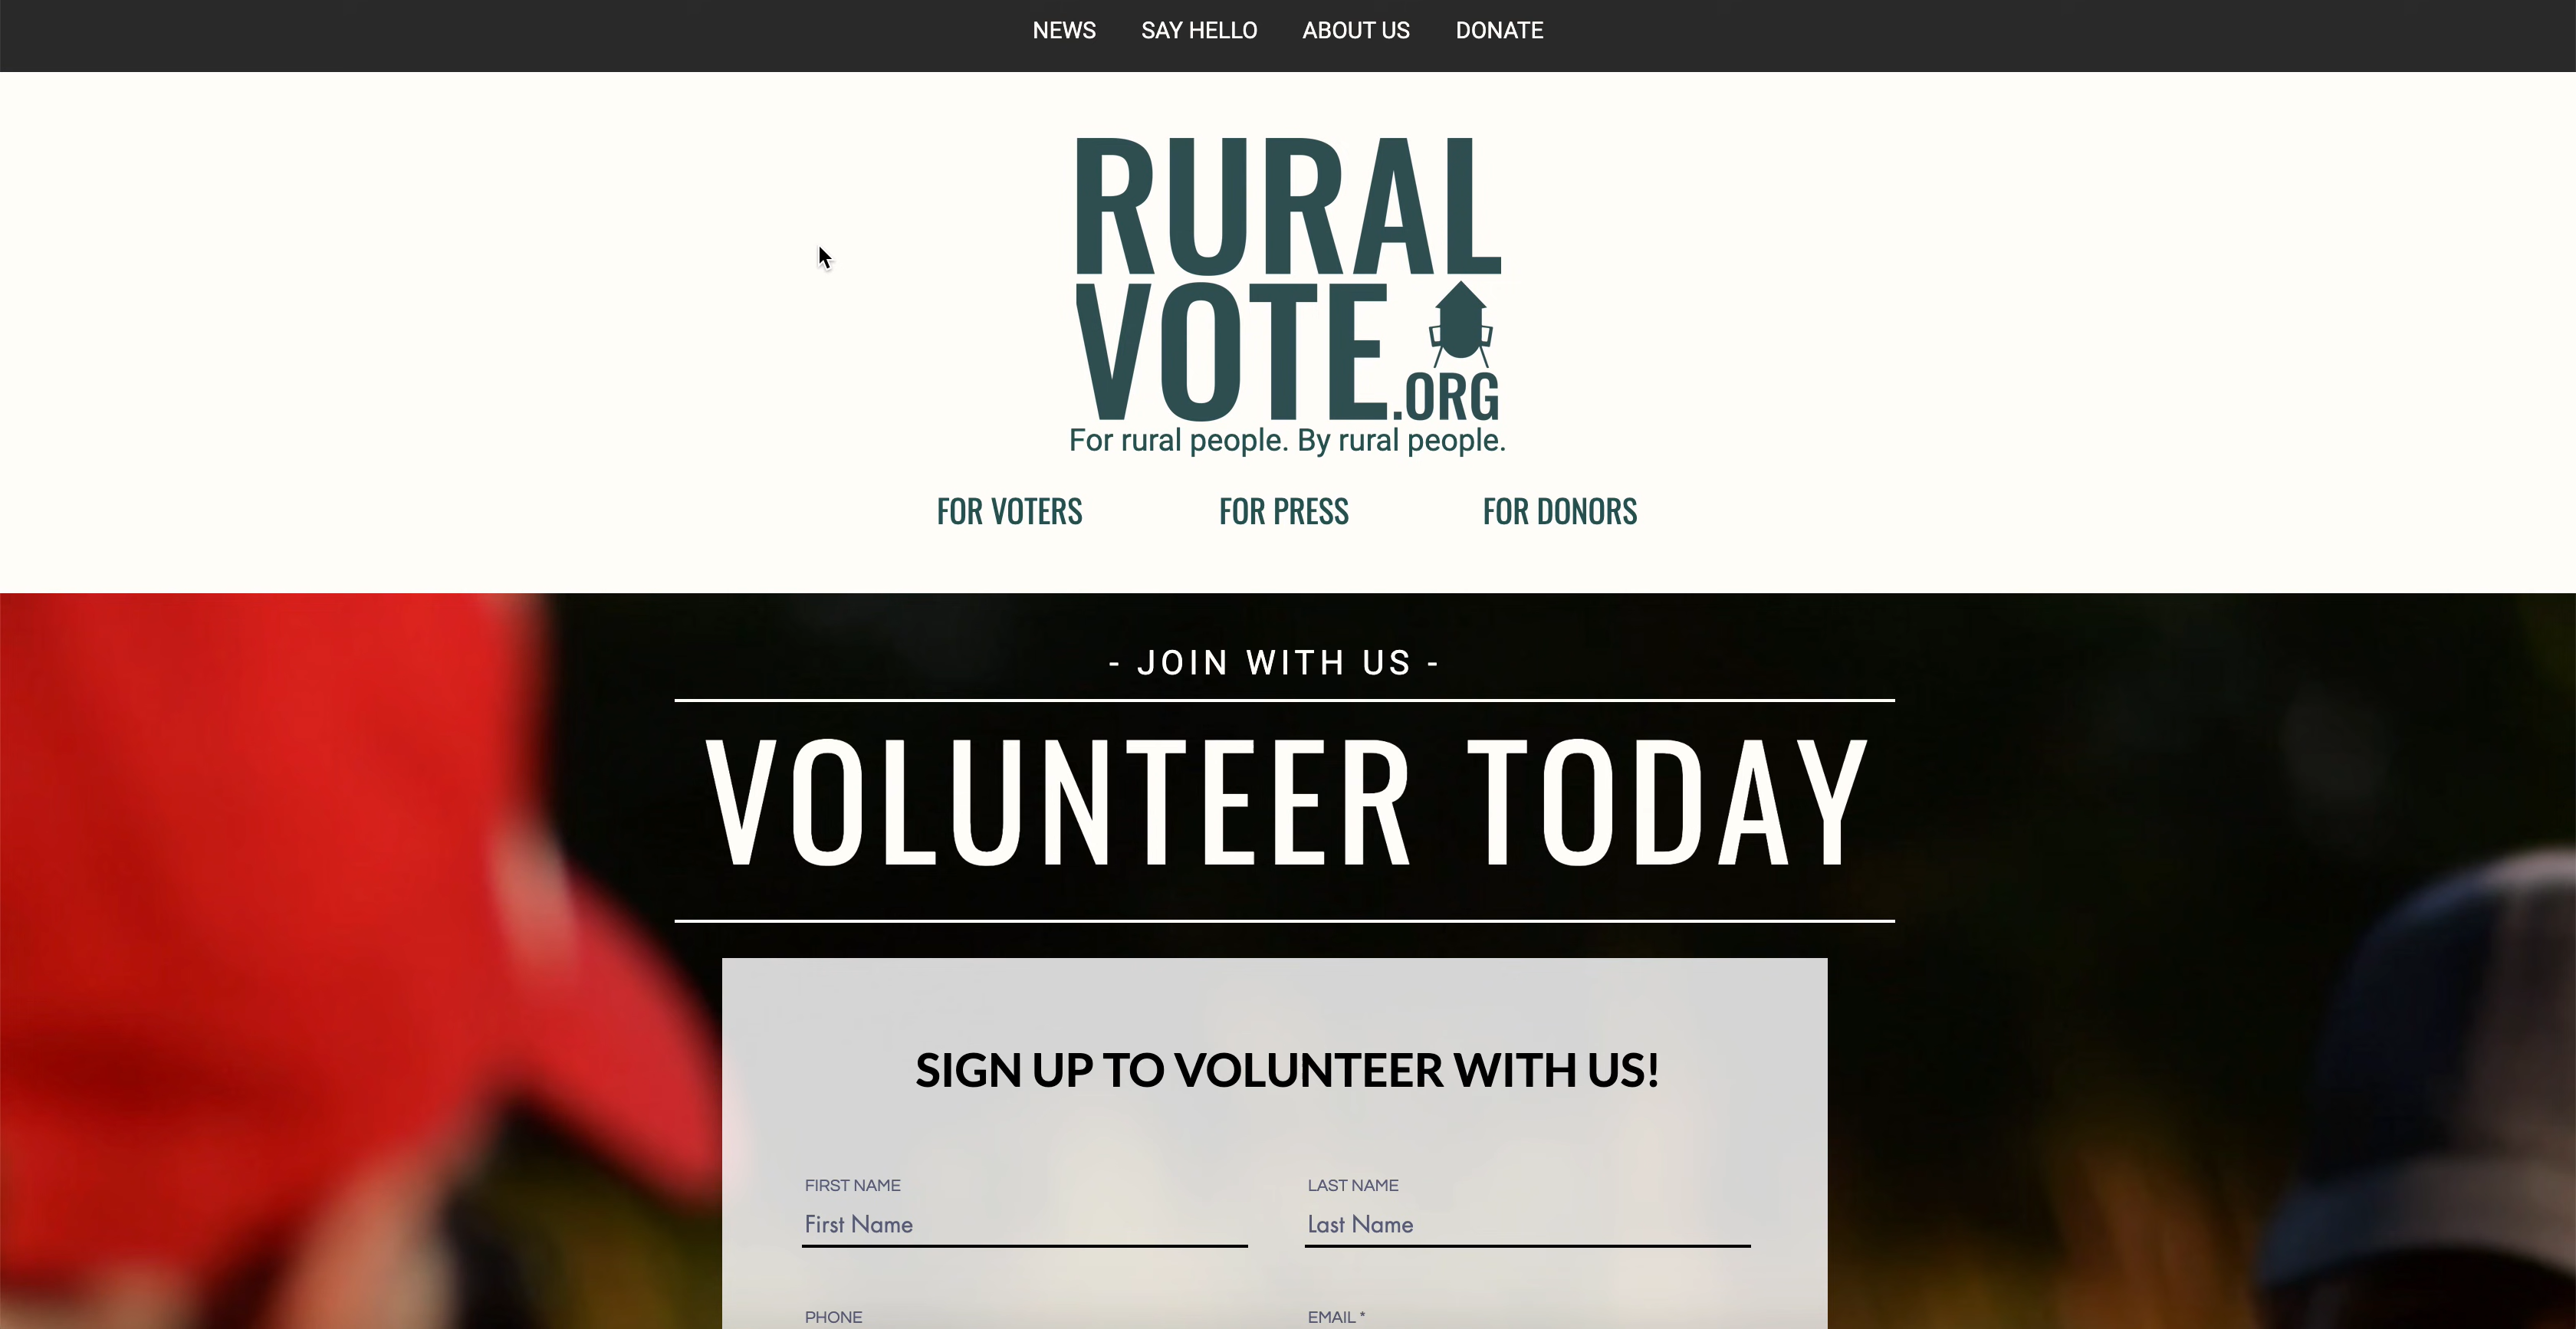 NEWS SAY HELLO ABOUT US DONATE
RURAL
VOTE.ORG
For rural people. By rural people.
FOR VOTERS FOR PRESS FOR DONORS
- JOIN WITH US -
VOLUNTEER TODAY
SIGN UP TO VOLUNTEER WITH US!
FIRST NAME LAST NAME
First Name Last Name
PHONE EMAIL *